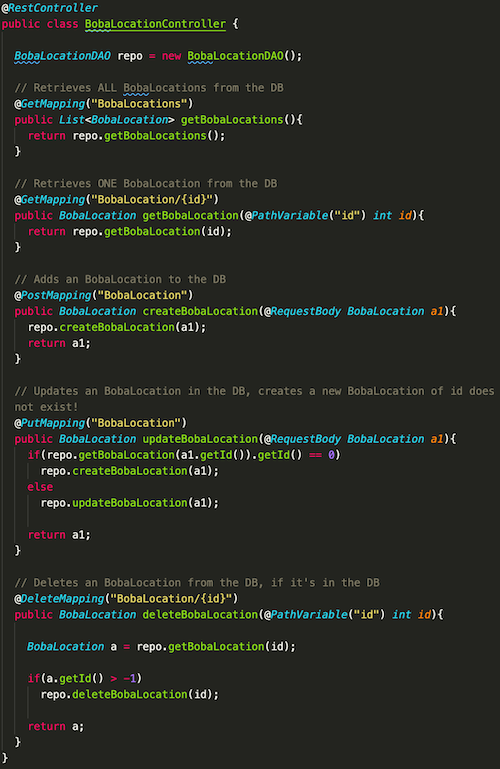 @RestController
public class BobaLocationController {
BobaLocationDAO repo = new BobaLocationDAO();
// Retrieves ALL BobaLocations from the DB
@GetMapping("BobaLocations")
public List<BobaLocation> getBobaLocations(){
return repo.getBobaLocations();
}
// Retrieves ONE BobaLocation from the DB
@GetMapping("BobaLocation/{id}")
public BobaLocation getBobaLocation(@PathVariable("id") int id){
return repo.getBobaLocation(id);
}
// Adds an BobaLocation to the DB
@PostMapping("BobaLocation")
public BobaLocation createBobaLocation(@RequestBody BobaLocation a1){
repo.createBobaLocation(a1);
return a1;
}
// Updates an BobaLocation in the DB, creates a new BobaLocation of id does
not exist!
@PutMapping("BobaLocation")
public BobaLocation updateBobaLocation(@RequestBody BobaLocation a1){
if(repo.getBobaLocation(a1.getId()).getId() == 0)
repo.createBobaLocation(a1);
else
repo.updateBobaLocation(a1);
return a1;
}
// Deletes an BobaLocation from the DB, if it's in the DB
@DeleteMapping("BobaLocation/{id}")
public BobaLocation deleteBobaLocation(@PathVariable("id") int id){
BobaLocation a = repo.getBobaLocation(id);
if(a.getId() > -1)
repo.deleteBobaLocation(id);
return a;
}
}